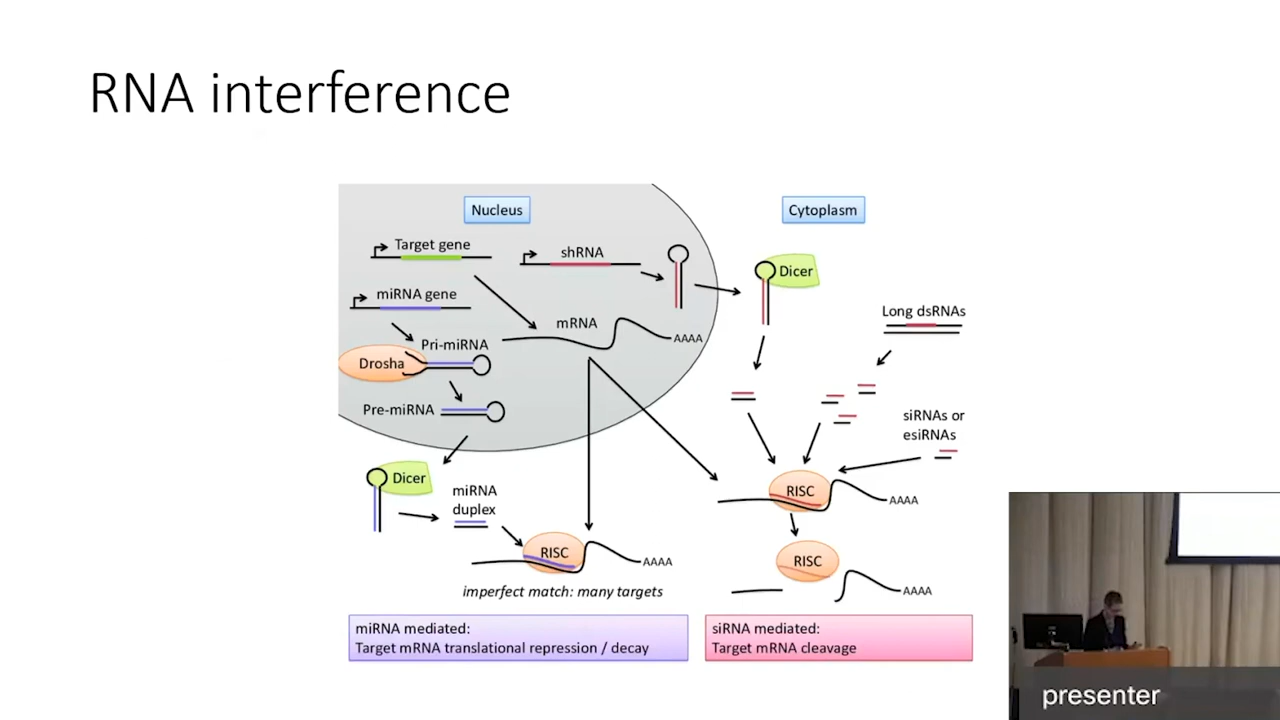 RNA interference
Nucleus
Cytoplasm
Target gene
shRNA
Dicer
miRNA gene
Long dsRNAs
mRNA
AAAA
Pri-miRNA
Drosha
Pre-miRNA
siRNAs or
esiRNAs
Dicer
miRNA
duplex
RISC
AAAA
RISC
AAAA
RISC
AAAA
imperfect match: many targets
miRNA mediated:
Target mRNA translational repression / decay
siRNA mediated:
Target mRNA cleavage
presenter